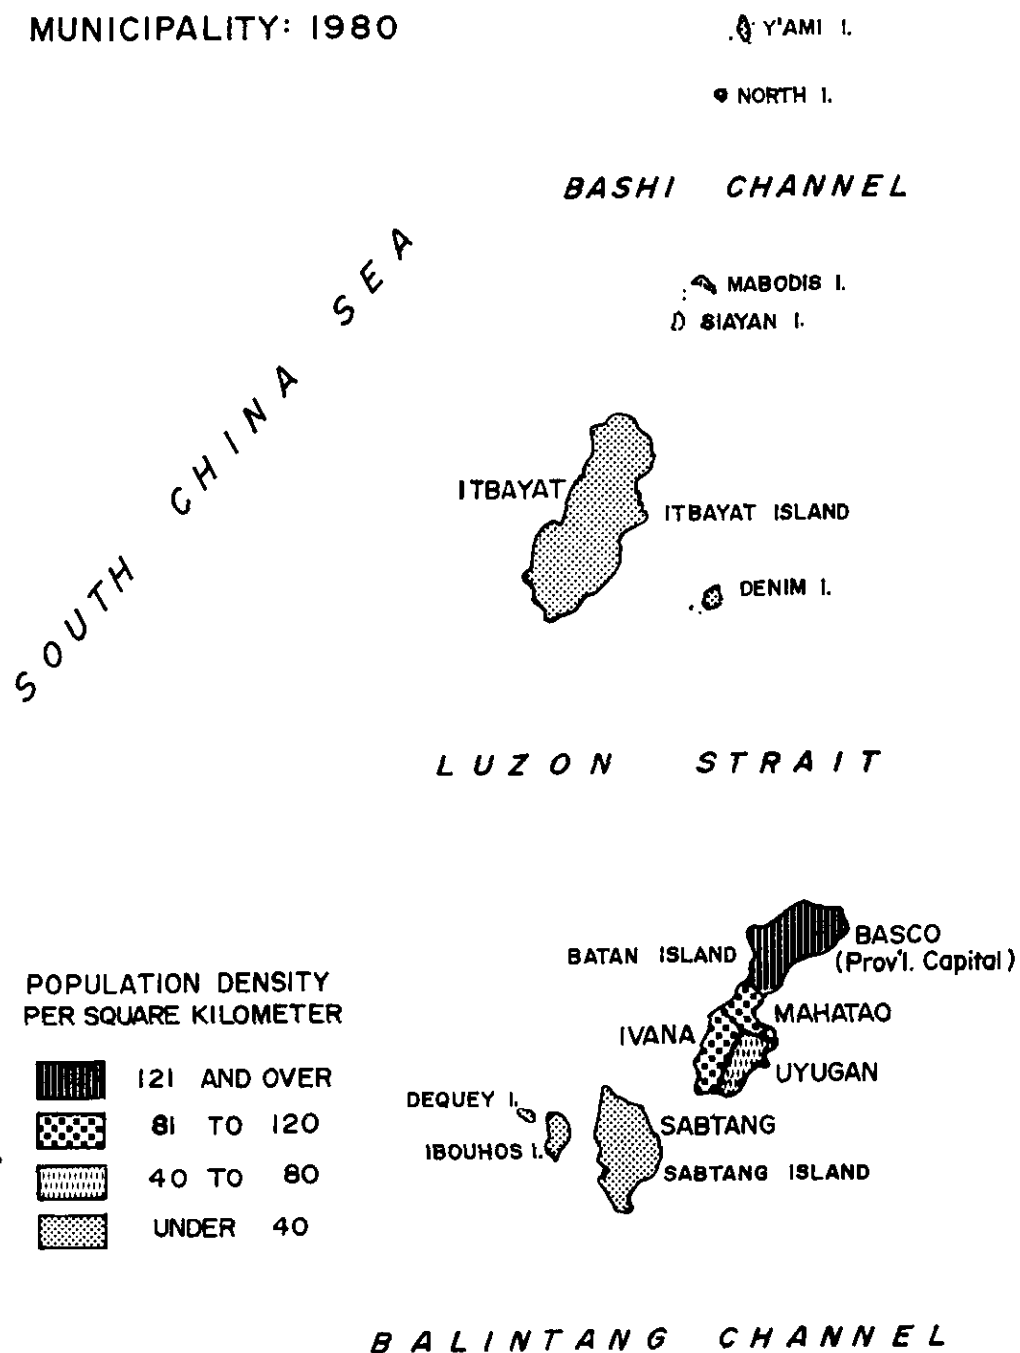 MUNICIPALITY: 1980
Y'AMI I.
NORTH I.
BASHI CHANNEL
SOUTH CHINA SEA
MABODIS I.
SIAYAN I.
ITBAYAT
ITBAYAT ISLAND
DENIM I.
LUZON STRAIT
BATAN ISLAND
BASCO
(Prov'l. Capital)
MAHATAO
IVANA
UYUGAN
POPULATION DENSITY
PER SQUARE KILOMETER
121 AND OVER
81 TO 120
40 TO 80
UNDER 40
DEQUEY I.
IBOUHOS I.
SABTANG
SABTANG ISLAND
BALINTANG CHANNEL